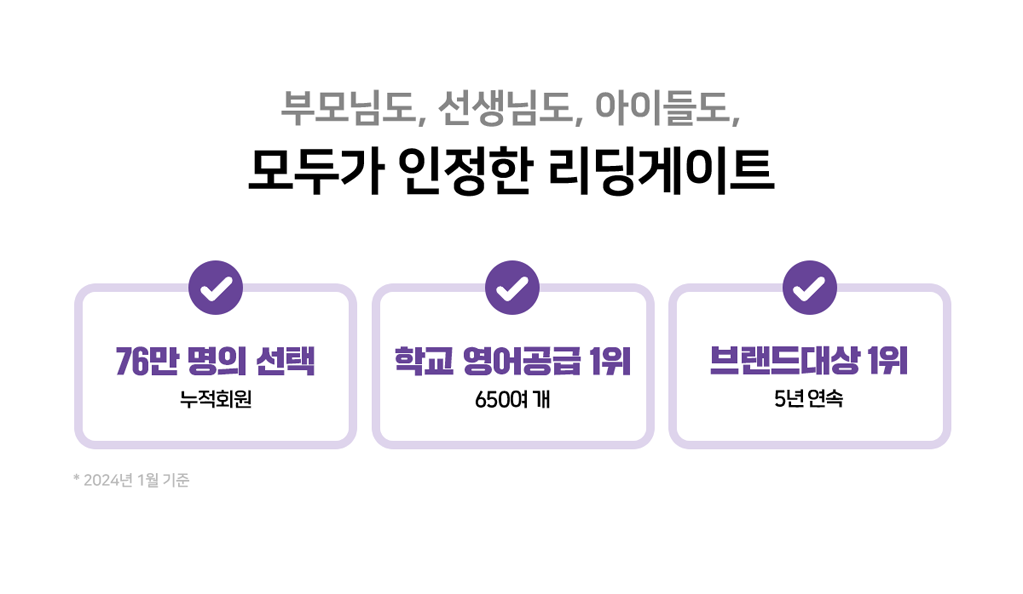 부모님도, 선생님도, 아이들도,
모두가 인정한 리딩게이트
76만 명의 선택
누적회원
학교 영어공급 1위
650여 개
브랜드대상 1위
5년 연속
* 2024년 1월 기준